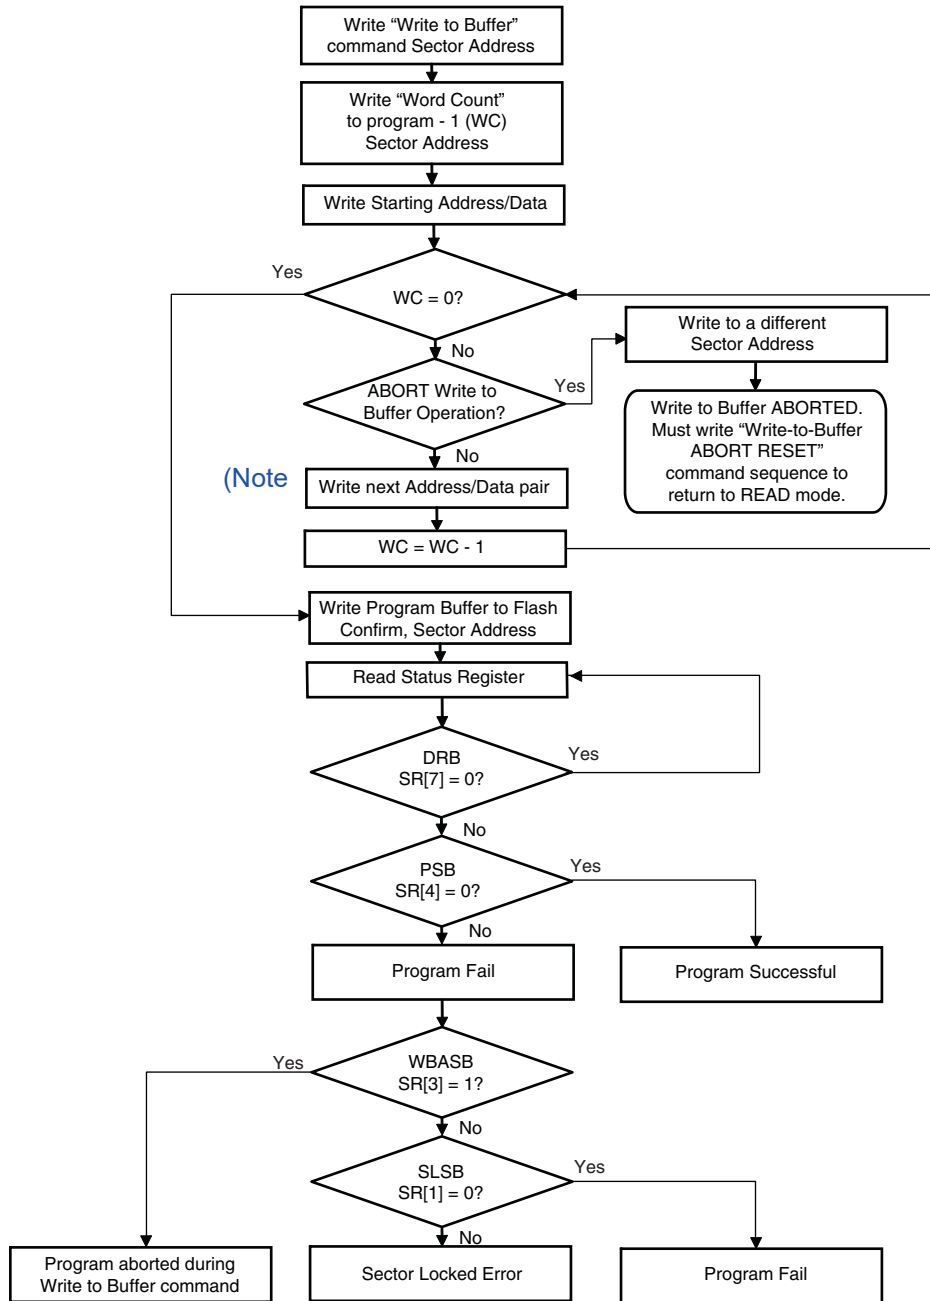 Write “Write to Buffer”
command Sector Address
Write “Word Count”
to program - 1 (WC)
Sector Address
Write Starting Address/Data
Yes
WC = 0?
No
Write to a different
Sector Address
ABORT Write to
Buffer Operation?
Yes
Write to Buffer ABORTED.
Must write “Write-to-Buffer
ABORT RESET”
command sequence to
return to READ mode.
No
(Note
Write next Address/Data pair
WC = WC - 1
Write Program Buffer to Flash
Confirm, Sector Address
Read Status Register
DRB
SR[7] = 0?
Yes
No
PSB
SR[4] = 0?
Yes
No
Program Fail
Program Successful
Yes
WBASB
SR[3] = 1?
No
SLSB
SR[1] = 0?
Yes
No
Program aborted during
Write to Buffer command
Sector Locked Error
Program Fail